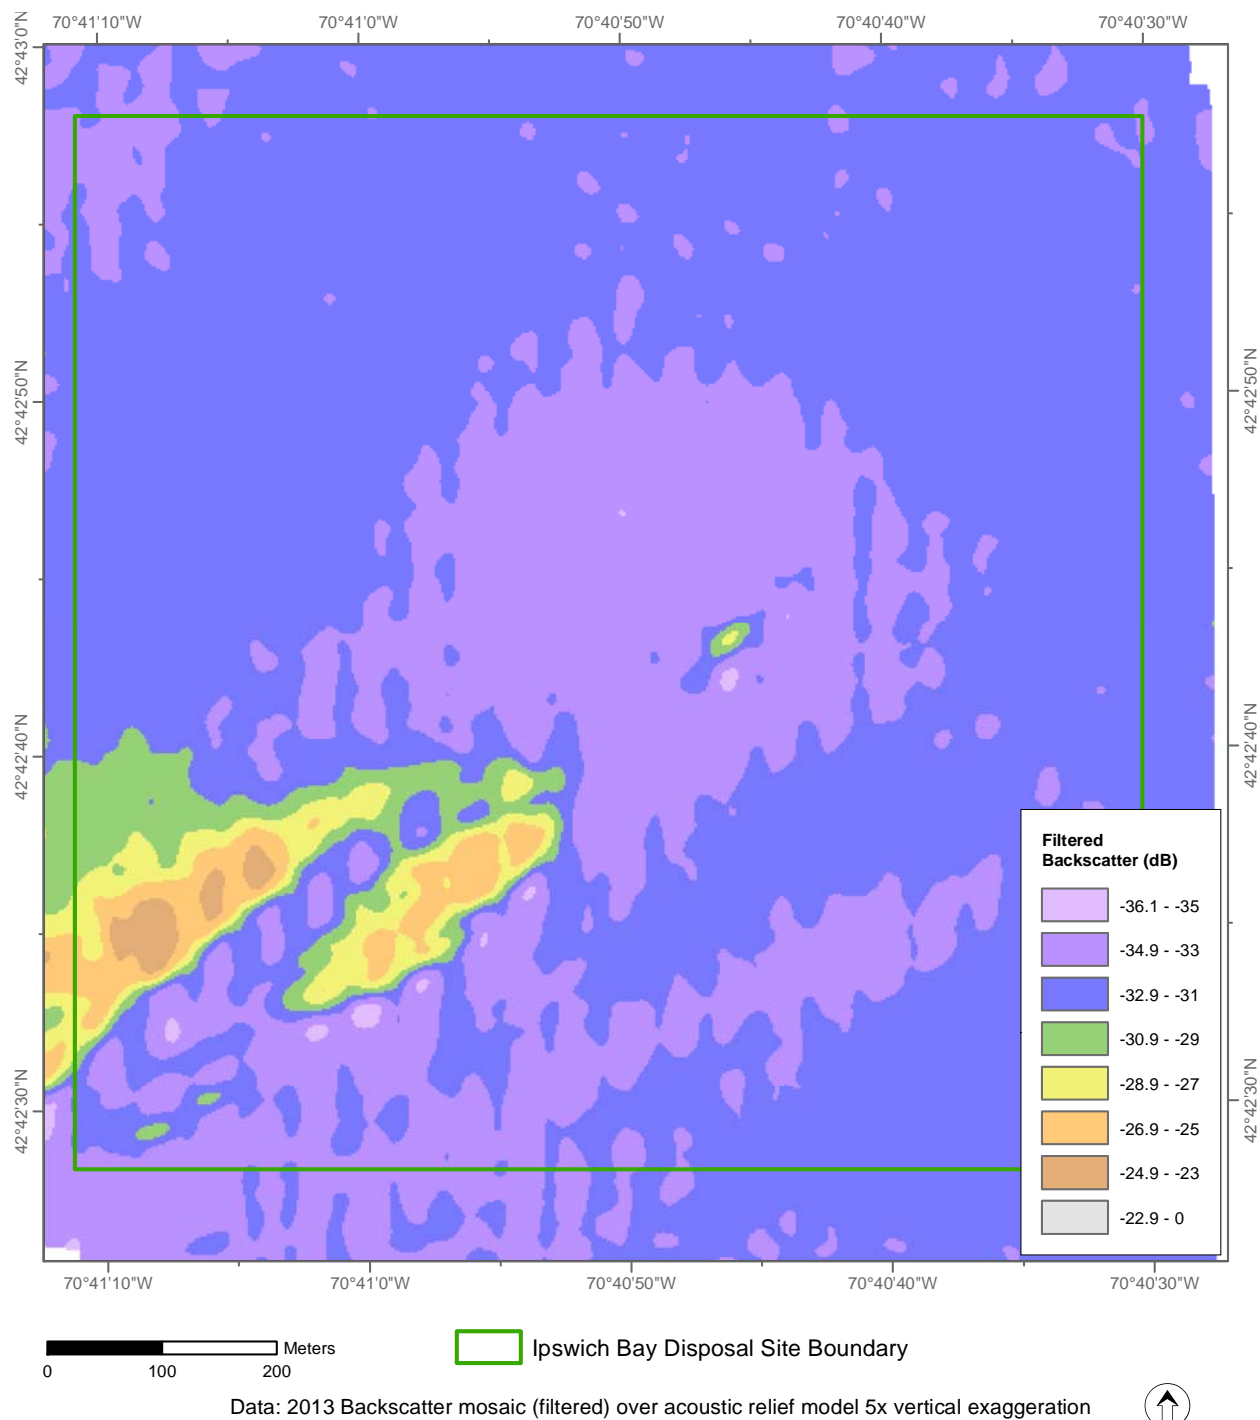 70°41'10"W 70°41'0"W 70°40'50"W 70°40'40"W 70°40'30"W
42°43'0"N
42°42'50"N 42°42'50"N
42°42'40"N 42°42'40"N
42°42'30"N 42°42'30"N
Filtered
Backscatter (dB)
-36.1 - -35
-34.9 - -33
-32.9 - -31
-30.9 - -29
-28.9 - -27
-26.9 - -25
-24.9 - -23
-22.9 - 0
70°41'10"W 70°41'0"W 70°40'50"W 70°40'40"W 70°40'30"W
Meters
0 100 200
Ipswich Bay Disposal Site Boundary
Data: 2013 Backscatter mosaic (filtered) over acoustic relief model 5x vertical exaggeration